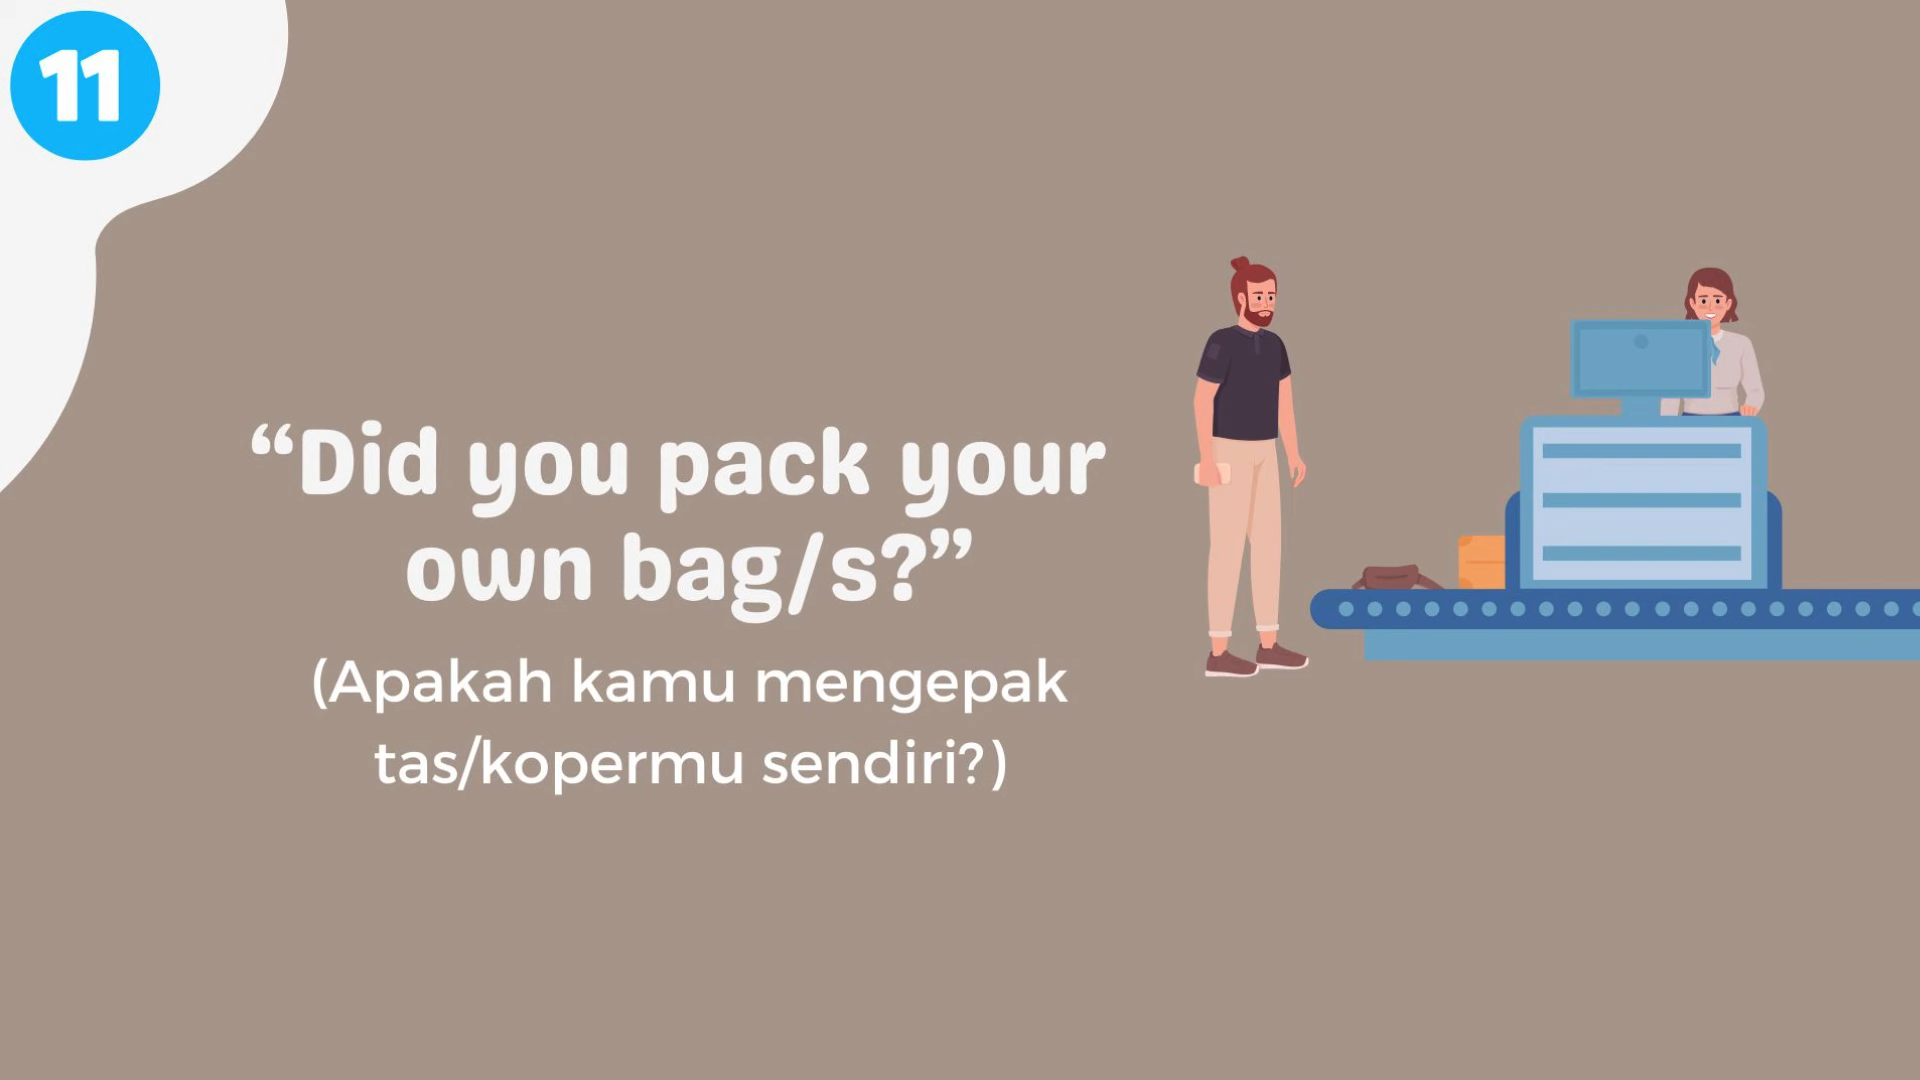 11
“Did you pack your
own bag/s?”
(Apakah kamu mengepak
tas/kopermu sendiri?)